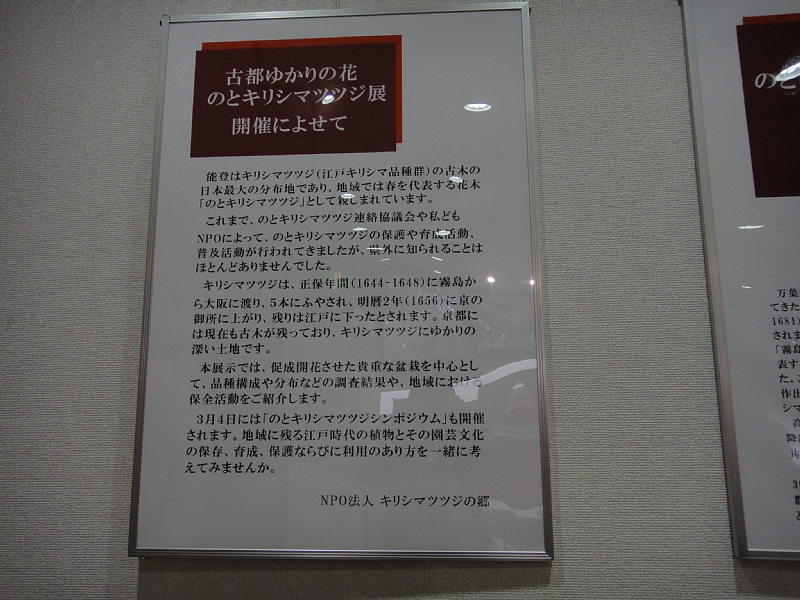 古都ゆかりの花
のとキリシマツツジ展
開催によせて
能登はキリシマツツジ(江戸キリシマ品種群)の古木の
日本最大の分布地であり、地域では春を代表する花木
「のとキリシマツツジ」として親しまれています。
これまで、のとキリシマツツジ連絡協議会や私ども
NPOによって、のとキリシマツツジの保護や育成活動、
普及活動が行われてきましたが、県外に知られることは
ほとんどありませんでした。
キリシマツツジは、正保年間(1644-1648)に霧島か
ら大阪に渡り、5本にふやされ、明暦2年(1656)に京の
御所に上がり、残りは江戸に下ったとされます。京都に
は現在も古木が残っており、キリシマツツジにゆかりの
深い土地です。
本展示では、促成開花させた貴重な盆栽を中心とし
て、品種構成や分布などの調査結果や、地域における
保全活動をご紹介します。
3月4日には「のとキリシマツツジシンポジウム」も開催
されます。地域に残る江戸時代の植物とその園芸文化
の保存、育成、保護ならびに利用のあり方を一緒に考
えてみませんか。
NPO法人 キリシマツツジの郷
のと
万葉
てきた
1681)
されま
「霧島
表す
た。
作出
シマ
降